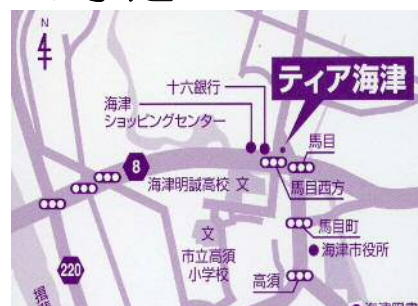 N
4
十六銀行
ティア海津
海津
ショッピングセンター
馬目
8
海津明誠高校 文
馬目西方
文
馬目町
市立高須
小学校
海津市役所
高須
220